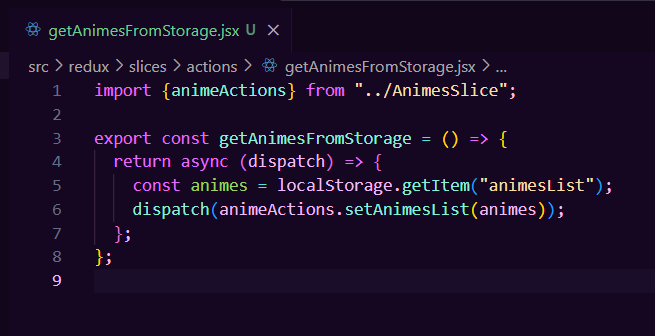 getAnimesFromStorage.jsx U ×
src > redux > slices > actions > getAnimesFromStorage.jsx > ...
1 import {animeActions} from "../AnimesSlice";
2
3 export const getAnimesFromStorage = () => {
4 return async (dispatch) => {
5 const animes = localStorage.getItem("animesList");
6 dispatch(animeActions.setAnimesList(animes));
7 };
8 };
9